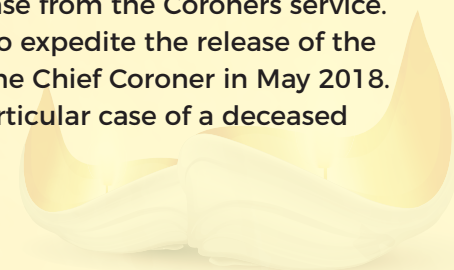 from the Coroners service.
o expedite the release of the
he Chief Coroner in May 2018.
rticular case of a deceased